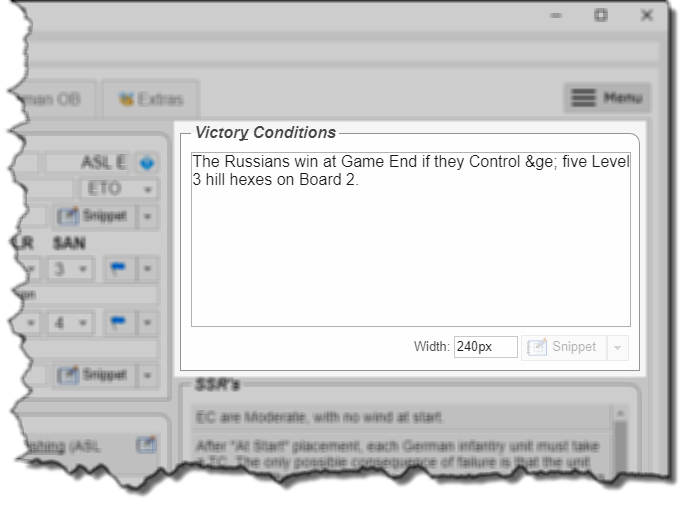 man OB
Extras
Menu
Victory Conditions
The Russians win at Game End if they Control &ge; five Level
3 hill hexes on Board 2.
Width: 240px Snippet
ASL E
ETO
Snippet
LR SAN
3
4
Snippet
(ASL
SSR's
EC are Moderate, with no wind at start.
After "At Start" placement, each German infantry unit must take
a TC. The only possible consequence of failure is that the unit